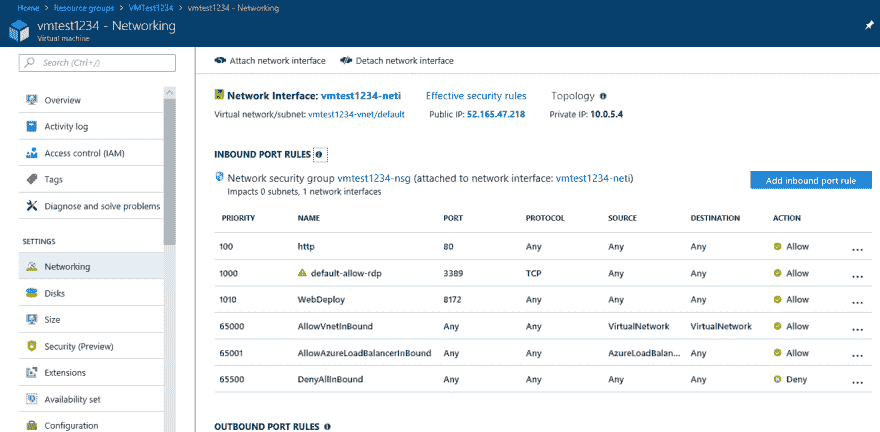 Home > Resource groups > VMTest1234 > vmtest1234 - Networking
vmtest1234 - Networking
Virtual machine
Search (Ctrl+/)
Overview
Activity log
Access control (IAM)
Tags
Diagnose and solve problems
SETTINGS
Networking
Disks
Size
Security (Preview)
Extensions
Availability set
Configuration
Attach network interface Detach network interface
Network Interface: vmtest1234-neti Effective security rules Topology
Virtual network/subnet: vmtest1234-vnet/default Public IP: 52.165.47.218 Private IP: 10.0.5.4
INBOUND PORT RULES
Network security group vmtest1234-nsg (attached to network interface: vmtest1234-neti)
Impacts 0 subnets, 1 network interfaces
Add inbound port rule
PRIORITY NAME PORT PROTOCOL SOURCE DESTINATION ACTION
100 http 80 Any Any Any Allow ...
1000 default-allow-rdp 3389 TCP Any Any Allow ...
1010 WebDeploy 8172 Any Any Any Allow ...
65000 AllowVnetInBound Any Any VirtualNetwork VirtualNetwork Allow ...
65001 AllowAzureLoadBalancerInBound Any Any AzureLoadBalan... Any Allow ...
65500 DenyAllInBound Any Any Any Any Deny ...
OUTBOUND PORT RULES